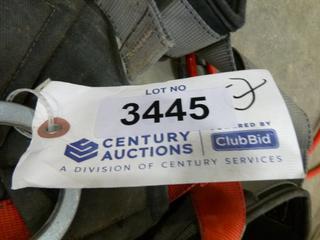 LOT NO
3445
POWERED BY
CENTURY
AUCTIONS
ClubBid
A DIVISION OF CENTURY SERVICES